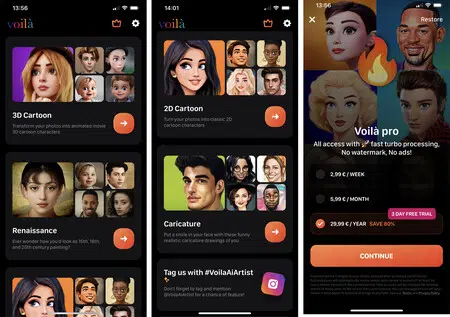 13:56
voilà
3D Cartoon
Transform your photos into animated movie
3D cartoon characters
Renaissance
Ever wonder how you'd look as 15th, 18th,
and 20th century painting?
14:01
voilà
2D Cartoon
Turn your photos into classic 2D
cartoon characters.
Caricature
Put a smile in your face with these funny
realistic caricature drawings of you.
Tag us with #VoilaAiArtist
Don't forget to tag and mention
@VoilaAiArtist for a chance of feature!
13:56
Restore
Voilà pro
All access with fast turbo processing,
No watermark, No ads!
2,99 € / WEEK
5,99 € / MONTH
3 DAY FREE TRIAL
29,99 € / YEAR SAVE 80%
CONTINUE